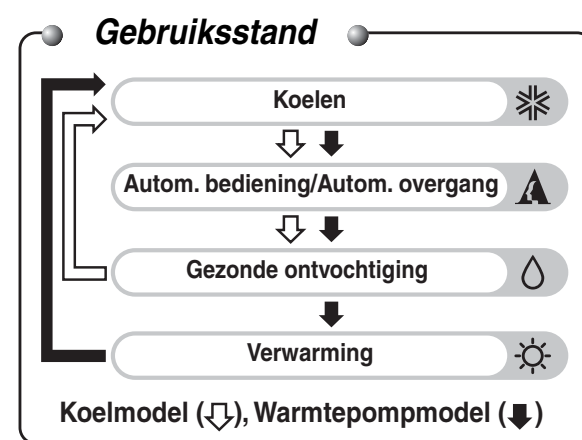 Gebruiksstand
Koelen
Autom. bediening/Autom. overgang
Gezonde ontvochtiging
Verwarming
Koelmodel (⇩), Warmtepompmodel (⬇)